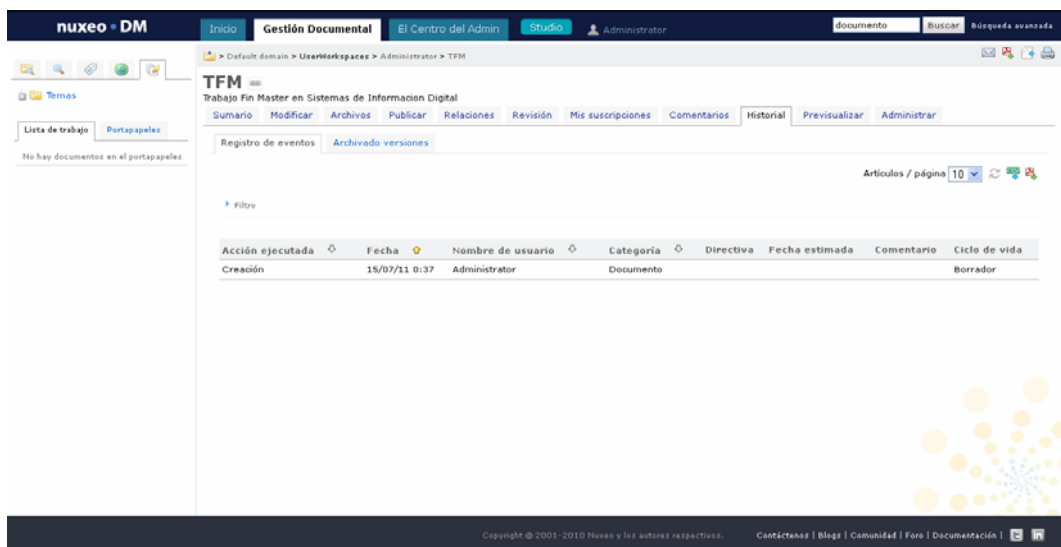 nuxeo • DM
Inicio Gestión Documental El Centro del Admin Studio Administrator documento Buscar Búsqueda avanzada
> Default domain > UserWorkspaces > Administrator > TFM
TFM
Trabajo Fin Master en Sistemas de Informacion Digital
Temas
Lista de trabajo Portapapeles
No hay documentos en el portapapeles
Sumario Modificar Archivos Publicar Relaciones Revisión Mis suscripciones Comentarios Historial Previsualizar Administrar
Registro de eventos Archivado versiones
Artículos / página 10
Filtro
Acción ejecutada Fecha Nombre de usuario Categoría Directiva Fecha estimada Comentario Ciclo de vida
Creación 15/07/11 0:37 Administrator Documento Borrador
Copyright © 2001-2010 Nuxeo y los autores respectivos. Contáctenos | Blogs | Comunidad | Foro | Documentación |